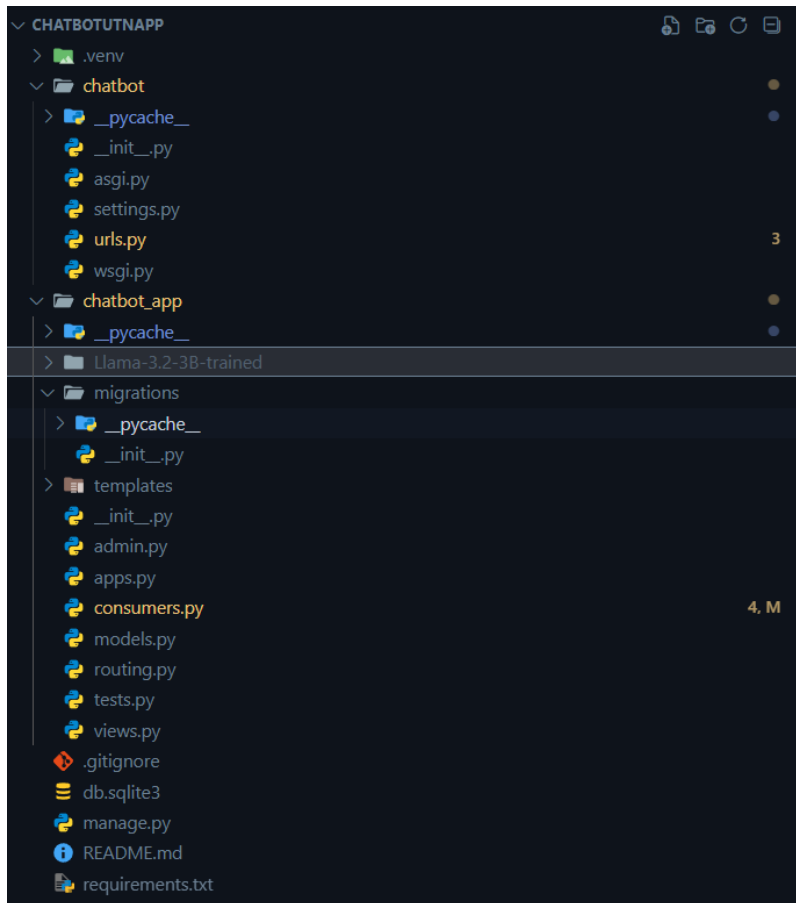 CHATBOTUTNAPP
.venv
chatbot
__pycache__
__init__.py
asgi.py
settings.py
urls.py 3
wsgi.py
chatbot_app
__pycache__
Llama-3.2-3B-trained
migrations
__pycache__
__init__.py
templates
__init__.py
admin.py
apps.py
consumers.py 4, M
models.py
routing.py
tests.py
views.py
.gitignore
db.sqlite3
manage.py
README.md
requirements.txt